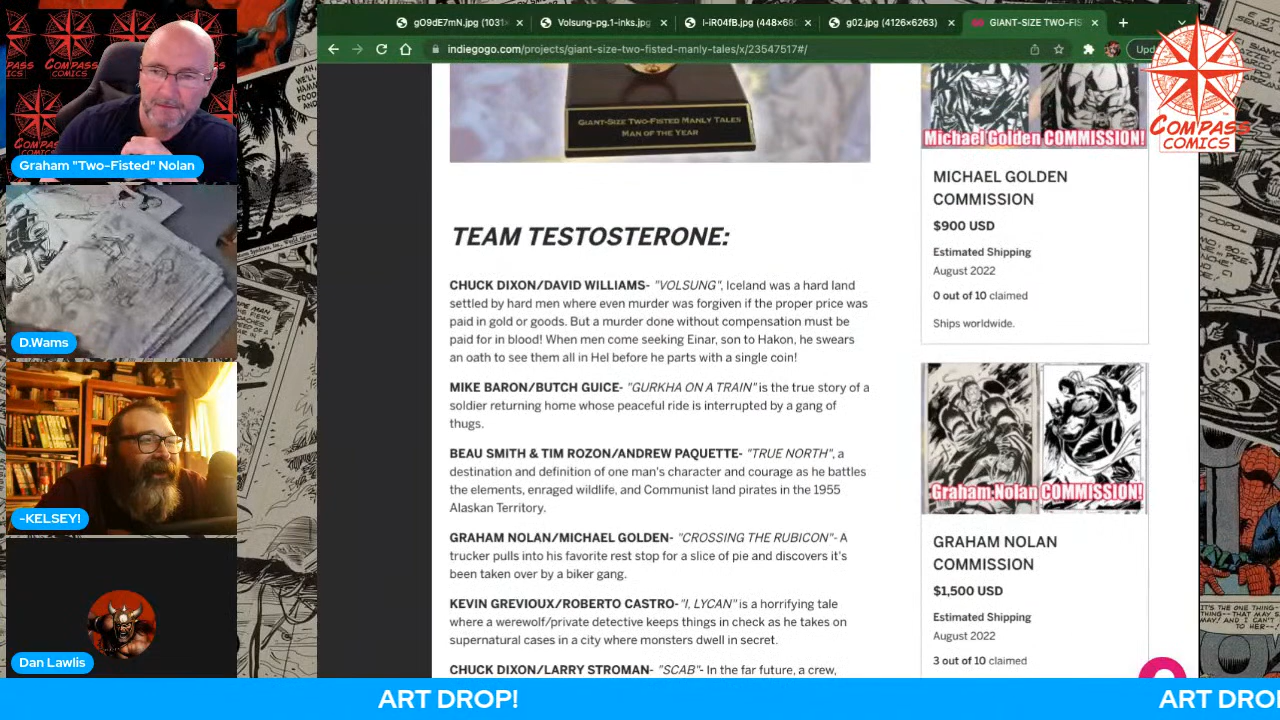 COMPASS COMICS
COMPASS COMICS
Graham "Two-Fisted" Nolan
D.Wams
-KELSEY!
Dan Lawlis
gO9dE7mN.jpg (1031×
Volsung-pg.1-inks.jpg
g02.jpg (4126×6263)
GIANT-SIZE TWO-FIS
indiegogo.com/projects/giant-size-two-fisted-manly-tales/x/23547517#/
COMPASS COMICS
GIANT-SIZE TWO-FISTED MANLY TALES
MAN OF THE YEAR
TEAM TESTOSTERONE:
CHUCK DIXON/DAVID WILLIAMS- "VOLSUNG", Iceland was a hard land
settled by hard men where even murder was forgiven if the proper price was
paid in gold or goods. But a murder done without compensation must be
paid for in blood! When men come seeking Einar, son to Hakon, he swears
an oath to see them all in Hel before he parts with a single coin!
MIKE BARON/BUTCH GUICE- "GURKHA ON A TRAIN" is the true story of a
soldier returning home whose peaceful ride is interrupted by a gang of
thugs.
BEAU SMITH & TIM ROZON/ANDREW PAQUETTE- "TRUE NORTH", a
destination and definition of one man's character and courage as he battles
the elements, enraged wildlife, and Communist land pirates in the 1955
Alaskan Territory.
GRAHAM NOLAN/MICHAEL GOLDEN- "CROSSING THE RUBICON"- A
trucker pulls into his favorite rest stop for a slice of pie and discovers it's
been taken over by a biker gang.
KEVIN GREVIOUX/ROBERTO CASTRO-"I, LYCAN" is a horrifying tale
where a werewolf/private detective keeps things in check as he takes on
supernatural cases in a city where monsters dwell in secret.
CHUCK DIXON/LARRY STROMAN- "SCAB"- In the far future, a crew,
Michael Golden COMMISSION!
MICHAEL GOLDEN
COMMISSION
$900 USD
Estimated Shipping
August 2022
0 out of 10 claimed
Ships worldwide.
Graham Nolan COMMISSION!
GRAHAM NOLAN
COMMISSION
$1,500 USD
Estimated Shipping
August 2022
3 out of 10 claimed
IT'S THE ONE THING--
ART DROP!
ART DRO